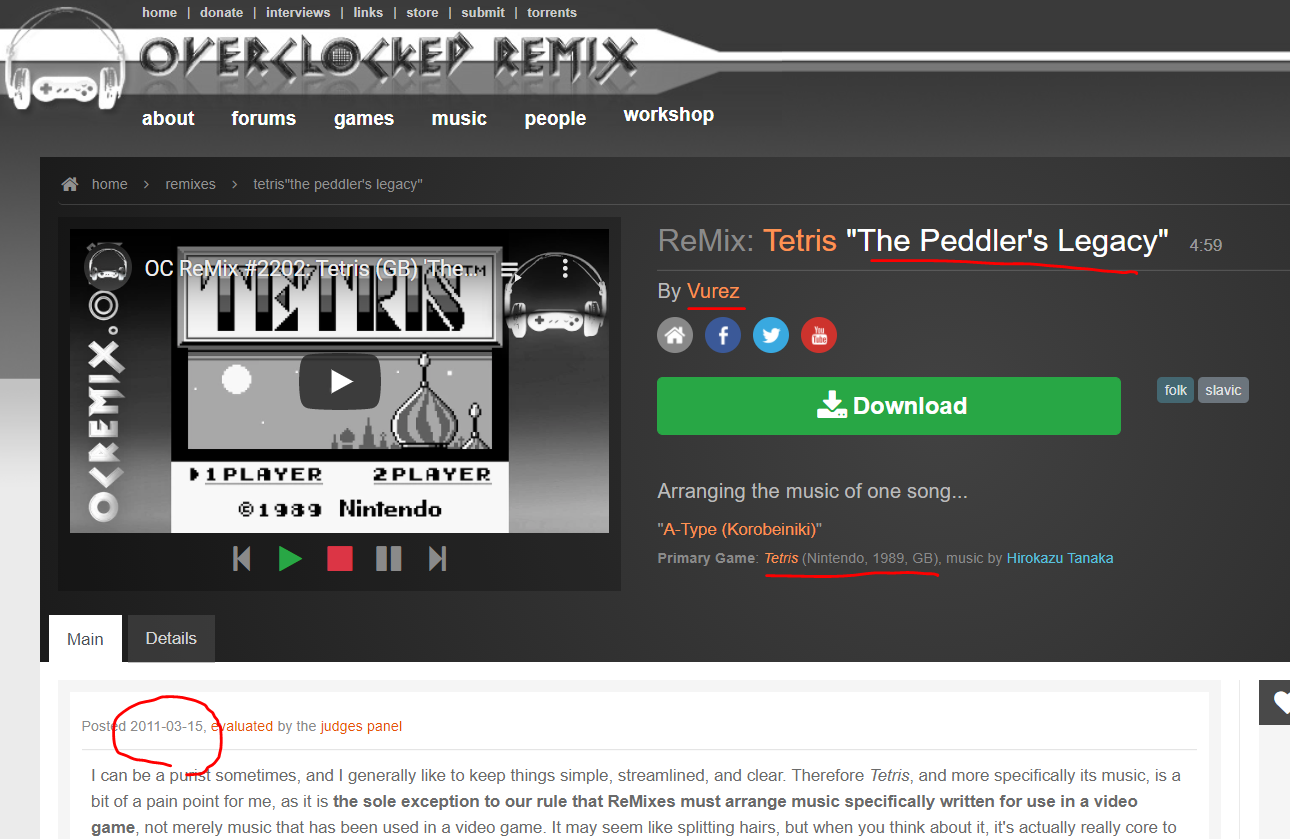 home | donate | interviews | links | store | submit | torrents
OVERCLOCKED REMIX
about forums games music people workshop
home > remixes > tetris"the peddler's legacy"
OC ReMix #2202: Tetris (GB) 'The...
TETRIS™
OCREMIX.O
1PLAYER 2PLAYER
©1989 Nintendo
ReMix: Tetris "The Peddler's Legacy" 4:59
By Vurez
f
You Tube
Download
folk slavic
Arranging the music of one song...
"A-Type (Korobeiniki)"
Primary Game: Tetris (Nintendo, 1989, GB), music by Hirokazu Tanaka
Main Details
Posted 2011-03-15, evaluated by the judges panel
I can be a purist sometimes, and I generally like to keep things simple, streamlined, and clear. Therefore Tetris, and more specifically its music, is a
bit of a pain point for me, as it is the sole exception to our rule that ReMixes must arrange music specifically written for use in a video
game, not merely music that has been used in a video game. It may seem like splitting hairs, but when you think about it, it's actually really core to